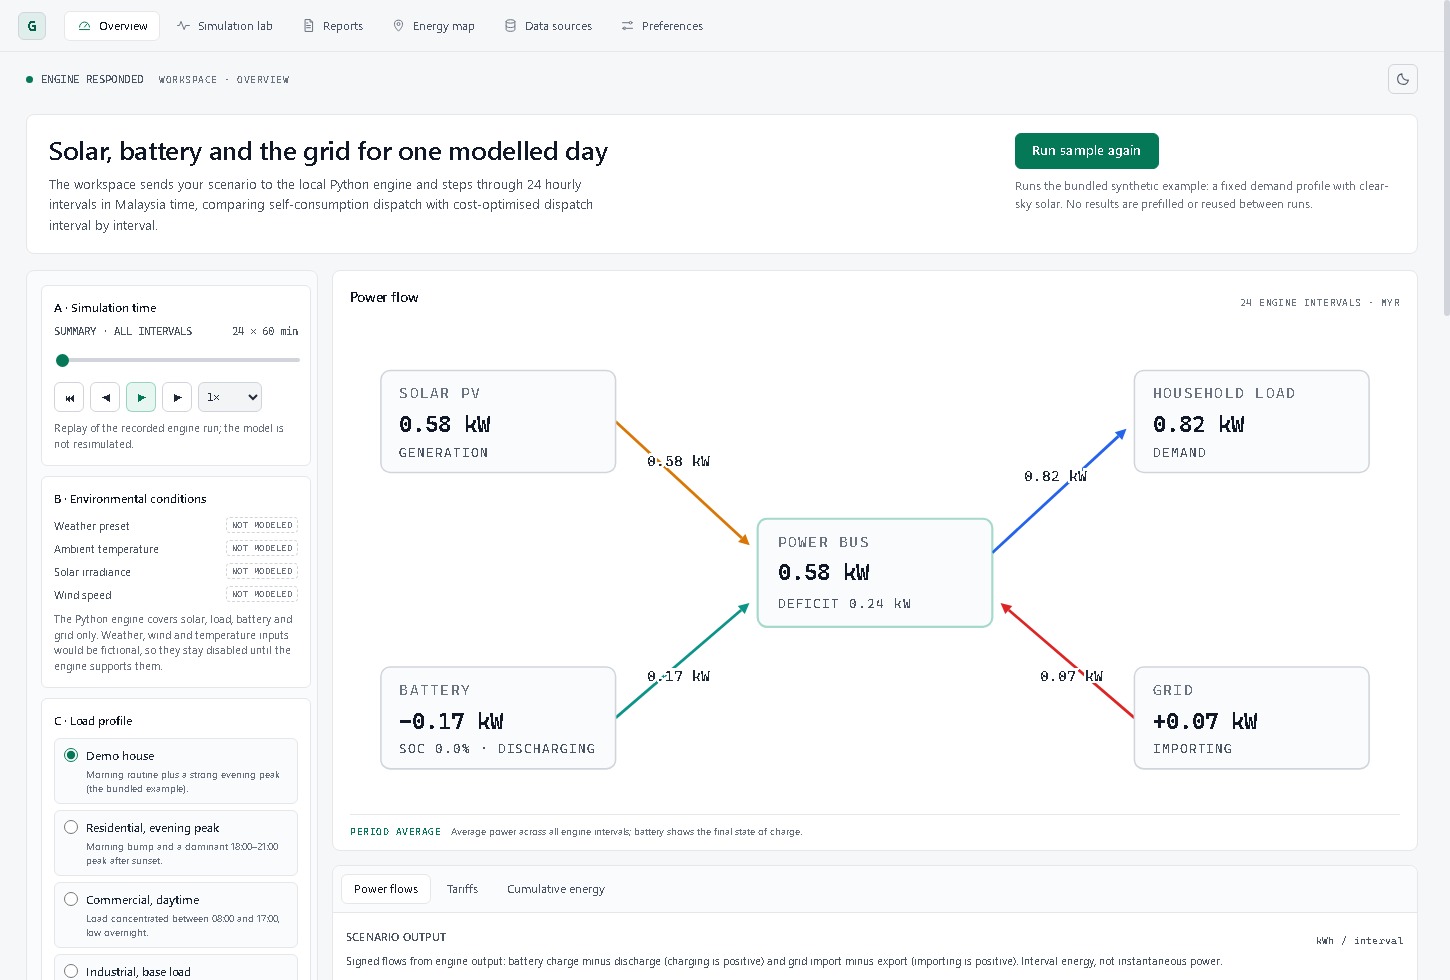 G
Overview
Simulation lab
Reports
Energy map
Data sources
Preferences
ENGINE RESPONDED
WORKSPACE · OVERVIEW
Solar, battery and the grid for one modelled day
The workspace sends your scenario to the local Python engine and steps through 24 hourly
intervals in Malaysia time, comparing self-consumption dispatch with cost-optimised dispatch
interval by interval.
Run sample again
Runs the bundled synthetic example: a fixed demand profile with clear-
sky solar. No results are prefilled or reused between runs.
A · Simulation time
SUMMARY · ALL INTERVALS
24 × 60 min
1×
Replay of the recorded engine run; the model is
not resimulated.
B · Environmental conditions
Weather preset
NOT MODELED
Ambient temperature
NOT MODELED
Solar irradiance
NOT MODELED
Wind speed
NOT MODELED
The Python engine covers solar, load, battery and
grid only. Weather, wind and temperature inputs
would be fictional, so they stay disabled until the
engine supports them.
C · Load profile
Demo house
Morning routine plus a strong evening peak
(the bundled example).
Residential, evening peak
Morning bump and a dominant 18:00–21:00
peak after sunset.
Commercial, daytime
Load concentrated between 08:00 and 17:00,
low overnight.
Industrial, base load
Power flow
24 ENGINE INTERVALS · MYR
SOLAR PV
0.58 kW
GENERATION
HOUSEHOLD LOAD
0.82 kW
DEMAND
0.58 kW
0.82 kW
POWER BUS
0.58 kW
DEFICIT 0.24 kW
0.17 kW
0.07 kW
BATTERY
−0.17 kW
SOC 0.0% · DISCHARGING
GRID
+0.07 kW
IMPORTING
PERIOD AVERAGE
Average power across all engine intervals; battery shows the final state of charge.
Power flows
Tariffs
Cumulative energy
SCENARIO OUTPUT
kWh / interval
Signed flows from engine output: battery charge minus discharge (charging is positive) and grid import minus export (importing is positive). Interval energy, not instantaneous power.